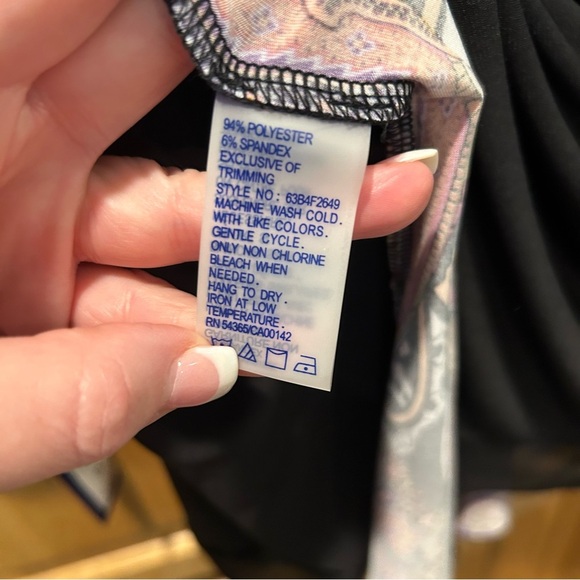 94% POLYESTER
6% SPANDEX
EXCLUSIVE OF
TRIMMING
STYLE NO: 63B4F2649
MACHINE WASH COLD.
WITH LIKE COLORS.
GENTLE CYCLE.
ONLY NON CHLORINE
BLEACH WHEN
NEEDED.
HANG TO DRY.
IRON AT LOW
TEMPERATURE.
RN 54365/CA00142